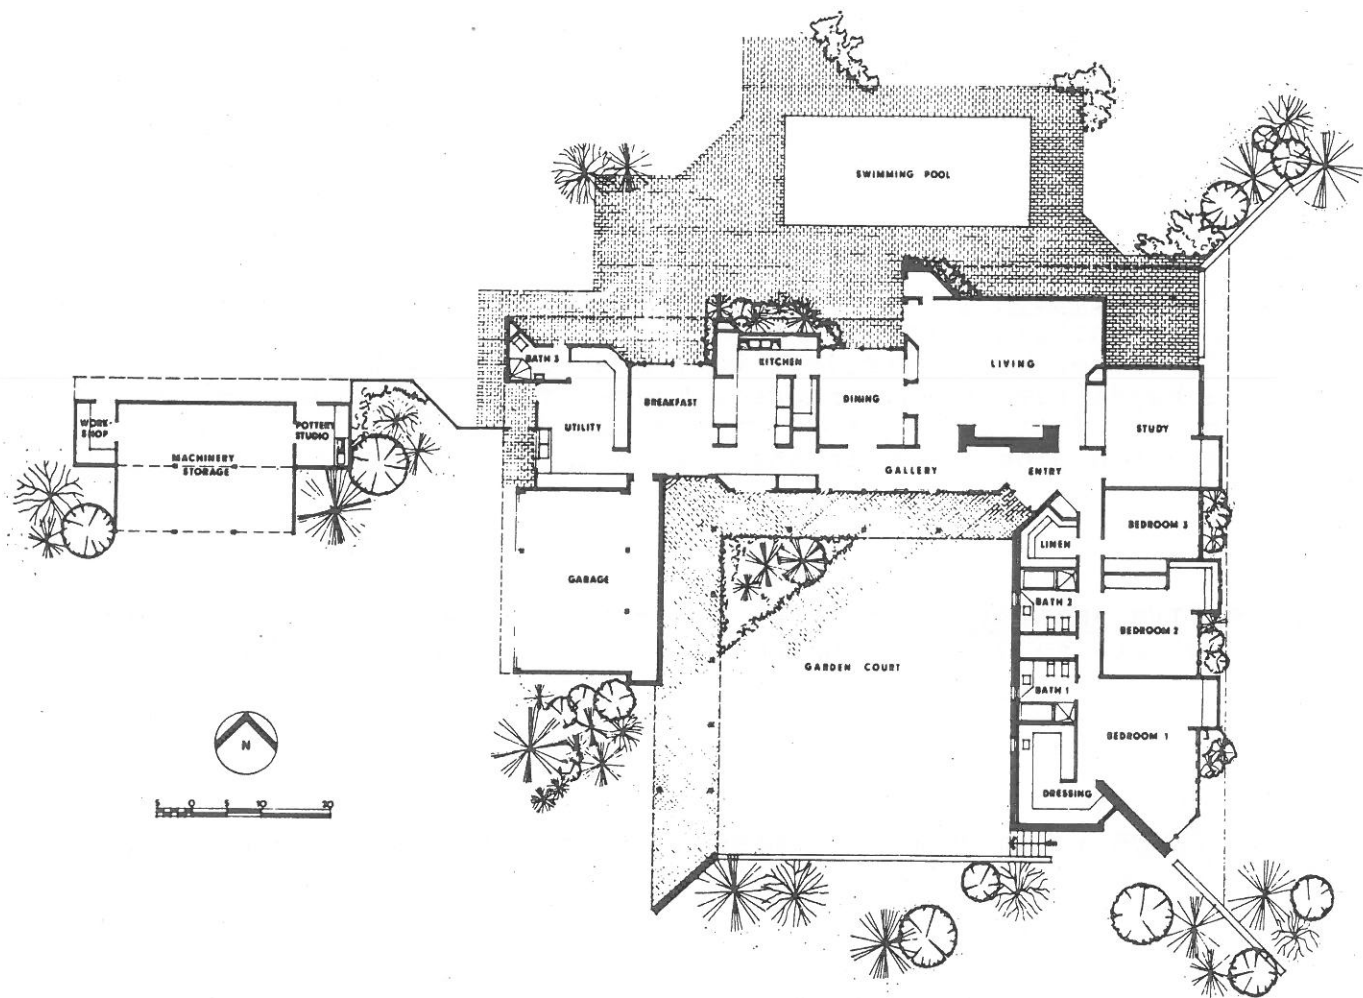 SWIMMING POOL
BATH 3
KITCHEN
LIVING
BREAKFAST
DINING
UTILITY
STUDY
WORK-
SHOP
POTTERY
STUDIO
MACHINERY
STORAGE
GALLERY
ENTRY
BEDROOM 3
LINEN
GARAGE
BATH 2
BEDROOM 2
GARDEN COURT
BATH 1
BEDROOM 1
DRESSING
N
5 0 5 10 20